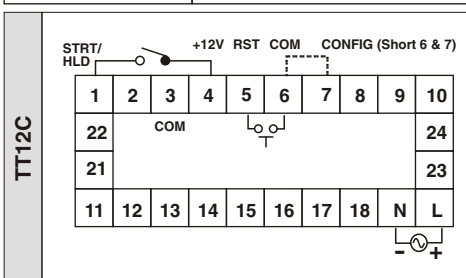 TT12C
STRT/ +12V RST COM CONFIG (Short 6 & 7)
HLD
1 2 3 4 5 6 7 8 9 10
22 COM 24
21 23
11 12 13 14 15 16 17 18 N L
- +